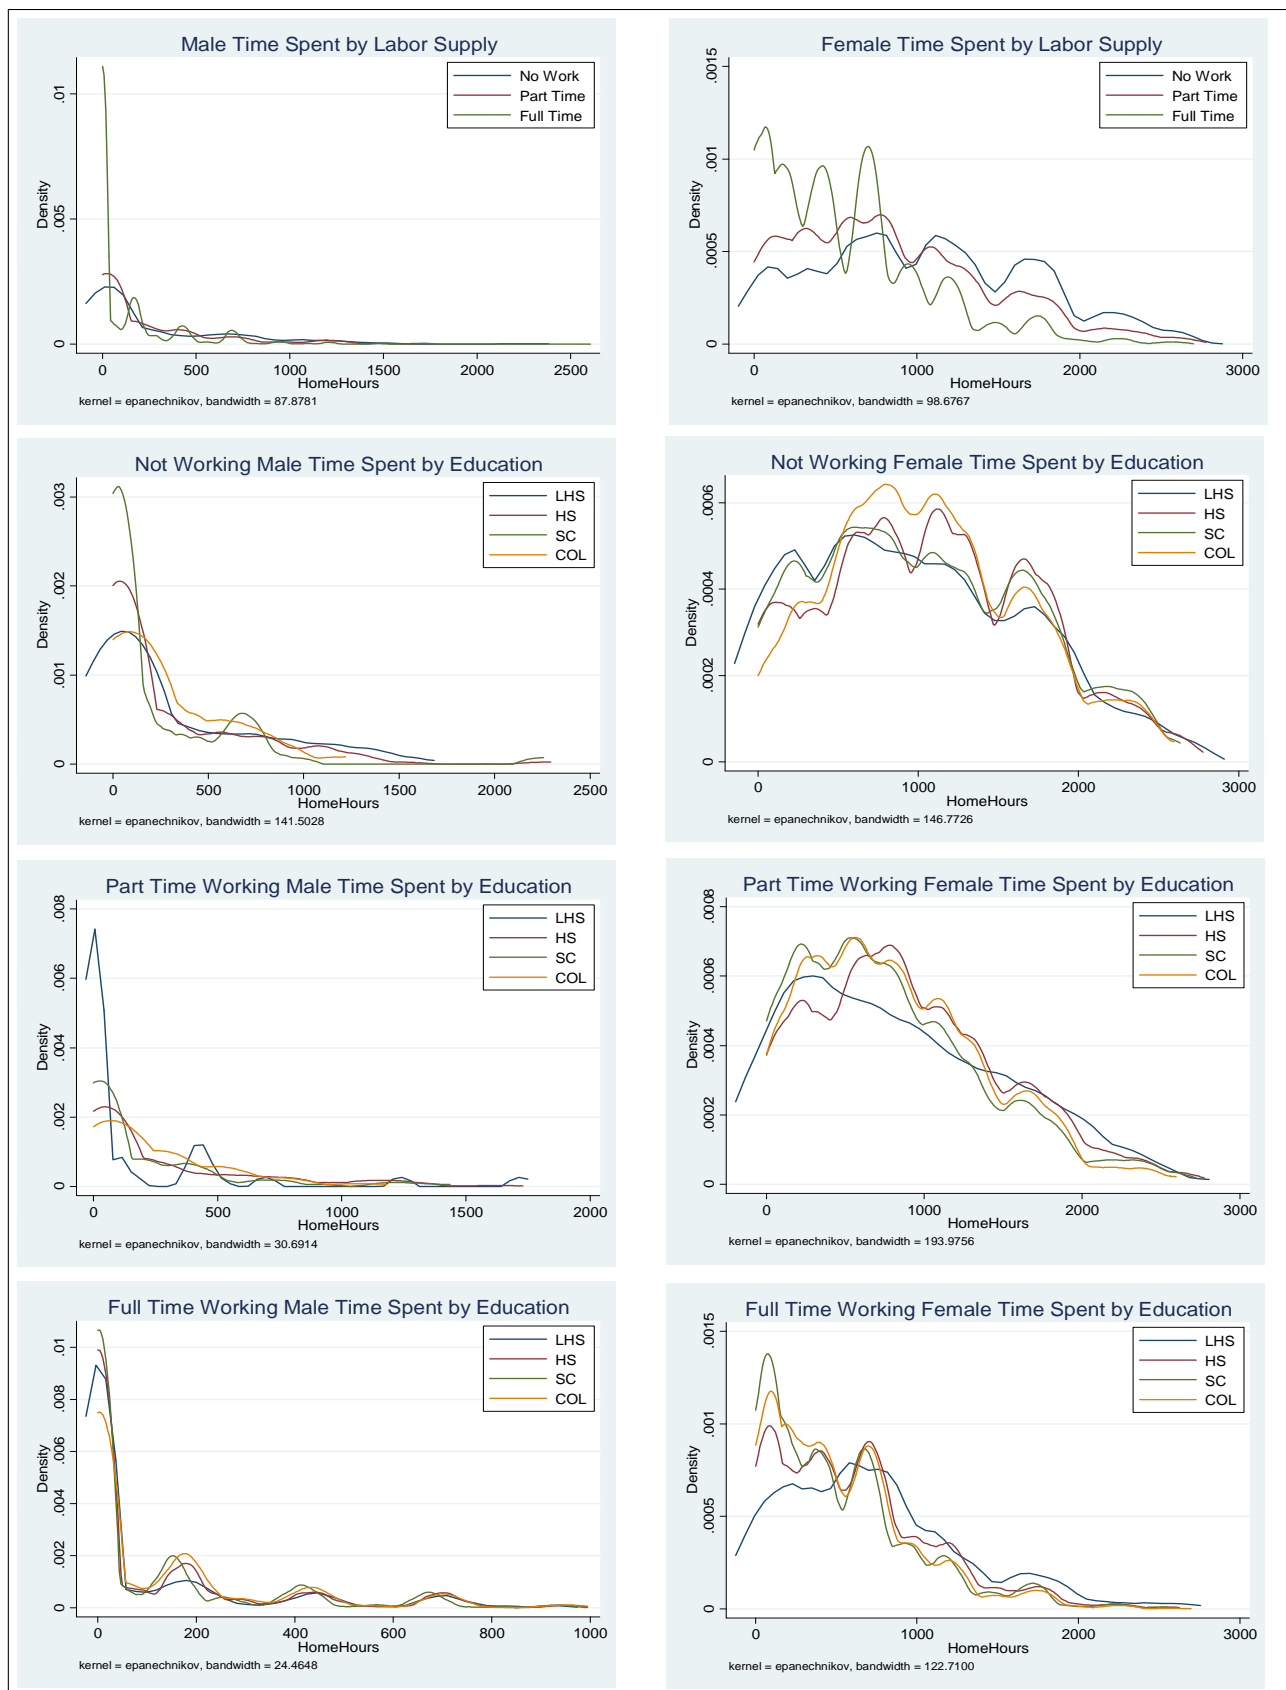 Male Time Spent by Labor Supply
No Work
Part Time
Full Time
Density
.01
.005
0
0 500 1000 1500 2000 2500
HomeHours
kernel = epanechnikov, bandwidth = 87.8781
Female Time Spent by Labor Supply
No Work
Part Time
Full Time
Density
.0015
.001
.0005
0
0 1000 2000 3000
HomeHours
kernel = epanechnikov, bandwidth = 98.6767
Not Working Male Time Spent by Education
LHS
HS
SC
COL
Density
.003
.002
.001
0
0 500 1000 1500 2000 2500
HomeHours
kernel = epanechnikov, bandwidth = 141.5028
Not Working Female Time Spent by Education
LHS
HS
SC
COL
Density
.0006
.0004
.0002
0
0 1000 2000 3000
HomeHours
kernel = epanechnikov, bandwidth = 146.7726
Part Time Working Male Time Spent by Education
LHS
HS
SC
COL
Density
.008
.006
.004
.002
0
0 500 1000 1500 2000
HomeHours
kernel = epanechnikov, bandwidth = 30.6914
Part Time Working Female Time Spent by Education
LHS
HS
SC
COL
Density
.0008
.0006
.0004
.0002
0
0 1000 2000 3000
HomeHours
kernel = epanechnikov, bandwidth = 193.9756
Full Time Working Male Time Spent by Education
LHS
HS
SC
COL
Density
.01
.008
.006
.004
.002
0
0 200 400 600 800 1000
HomeHours
kernel = epanechnikov, bandwidth = 24.4648
Full Time Working Female Time Spent by Education
LHS
HS
SC
COL
Density
.0015
.001
.0005
0
0 1000 2000 3000
HomeHours
kernel = epanechnikov, bandwidth = 122.7100